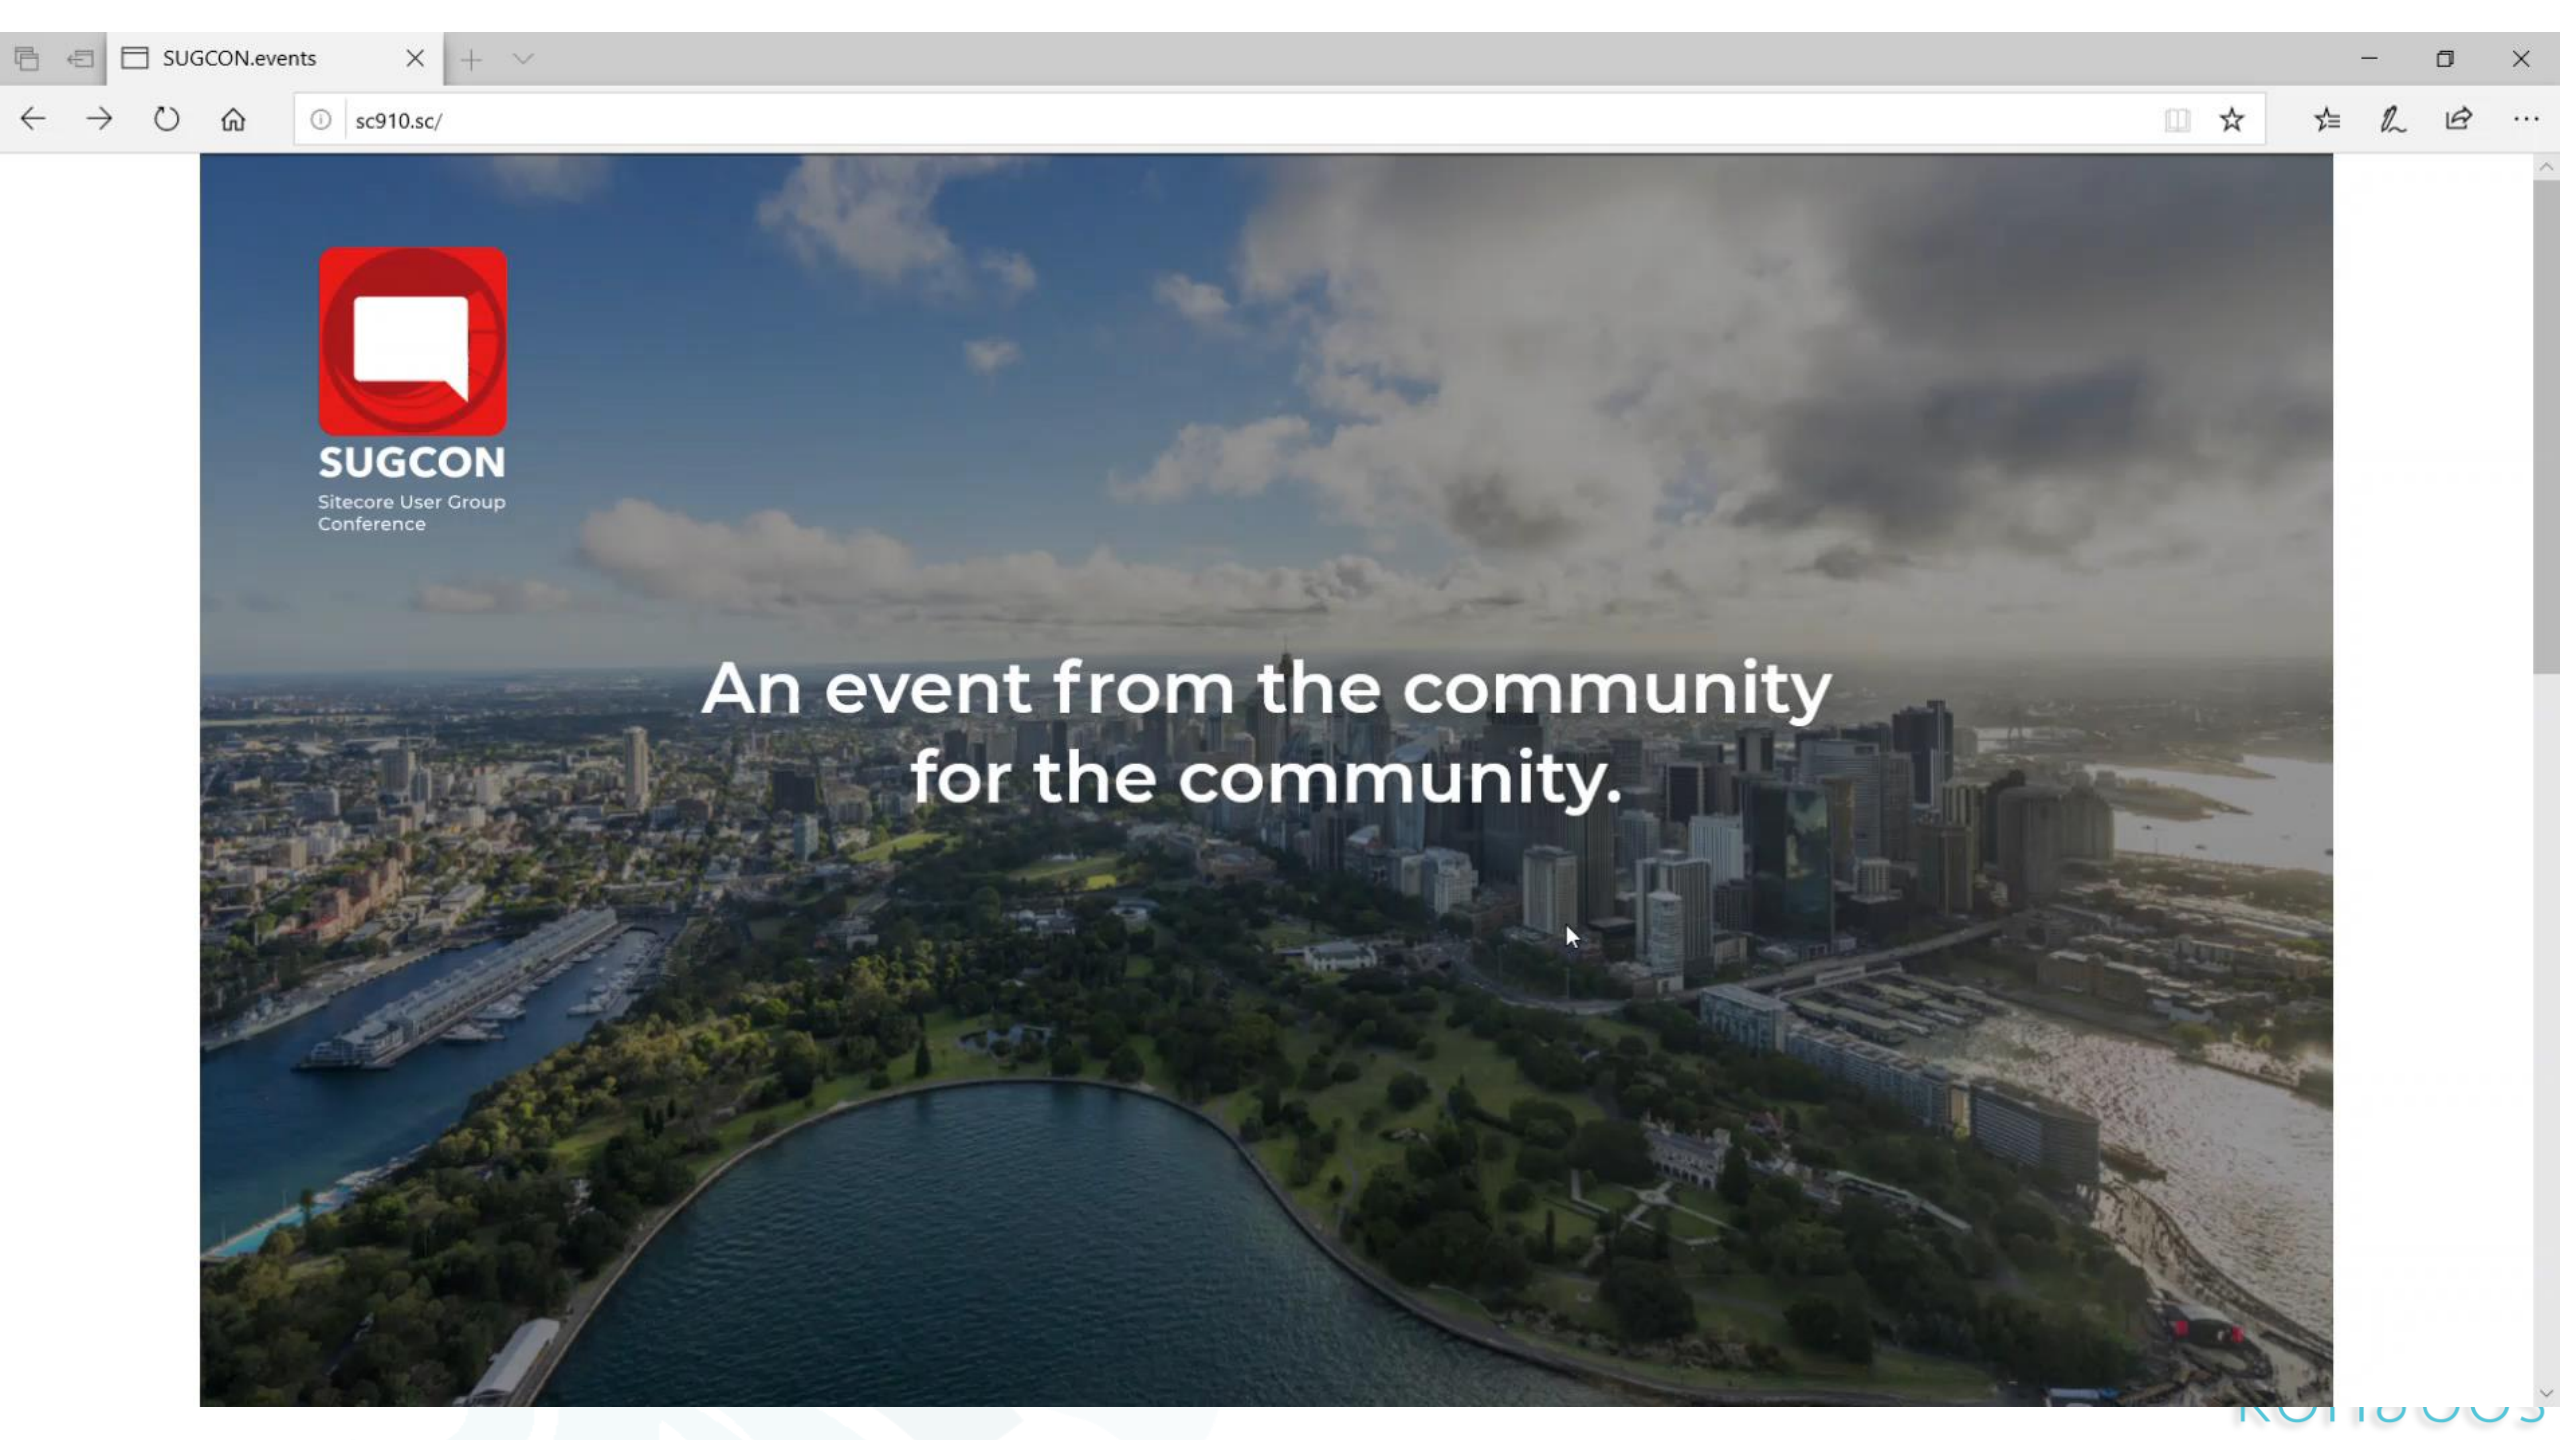 SUGCON.events
sc910.sc/
SUGCON
Sitecore User Group
Conference
An event from the community
for the community.